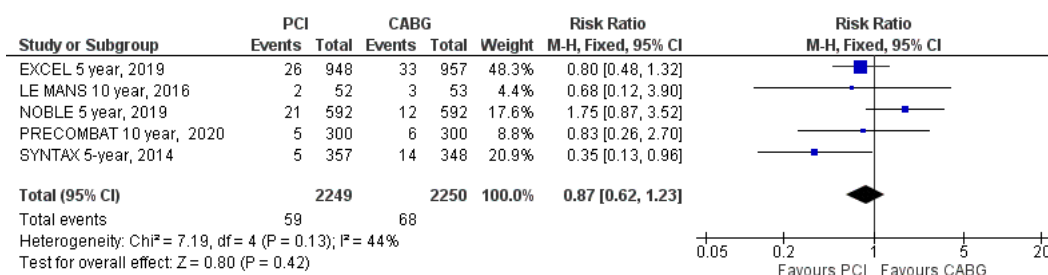 PCI CABG Risk Ratio Risk Ratio
Study or Subgroup Events Total Events Total Weight M-H, Fixed, 95% CI M-H, Fixed, 95% CI
EXCEL 5 year, 2019 26 948 33 957 48.3% 0.80 [0.48, 1.32]
LE MANS 10 year, 2016 2 52 3 53 4.4% 0.68 [0.12, 3.90]
NOBLE 5 year, 2019 21 592 12 592 17.6% 1.75 [0.87, 3.52]
PRECOMBAT 10 year, 2020 5 300 6 300 8.8% 0.83 [0.26, 2.70]
SYNTAX 5-year, 2014 5 357 14 348 20.9% 0.35 [0.13, 0.96]
Total (95% CI) 2249 2250 100.0% 0.87 [0.62, 1.23]
Total events 59 68
Heterogeneity: Chi² = 7.19, df = 4 (P = 0.13); I² = 44%
Test for overall effect: Z = 0.80 (P = 0.42)
0.05 0.2 1 5 20
Favours PCI Favours CABG